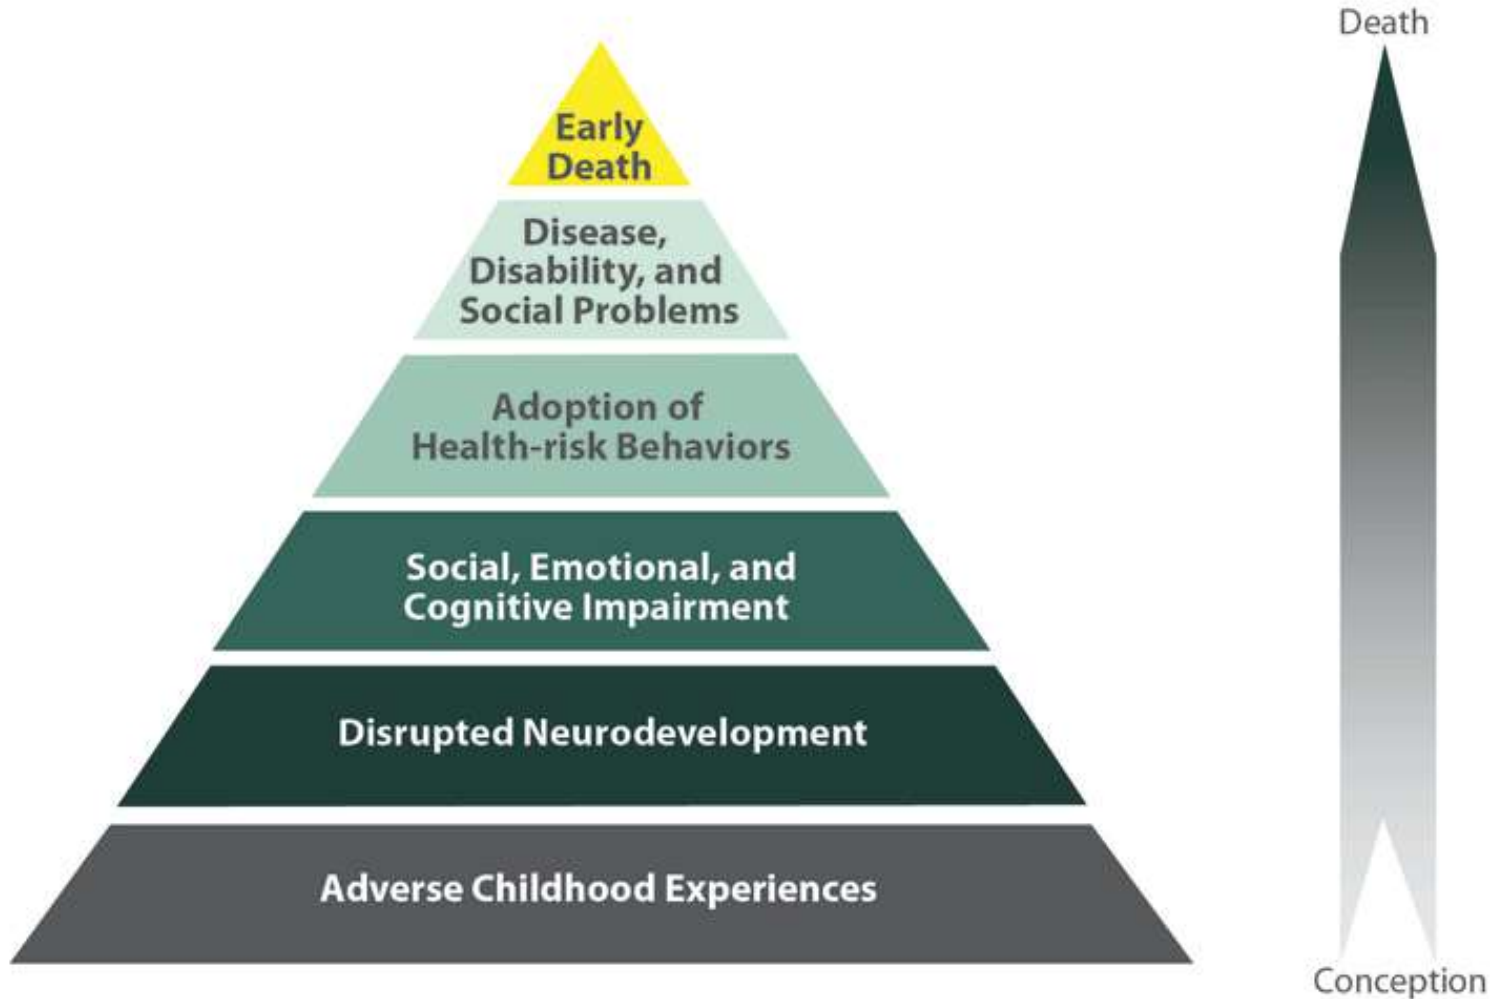 Death
Early
Death
Disease,
Disability, and
Social Problems
Adoption of
Health-risk Behaviors
Social, Emotional, and
Cognitive Impairment
Disrupted Neurodevelopment
Adverse Childhood Experiences
Conception